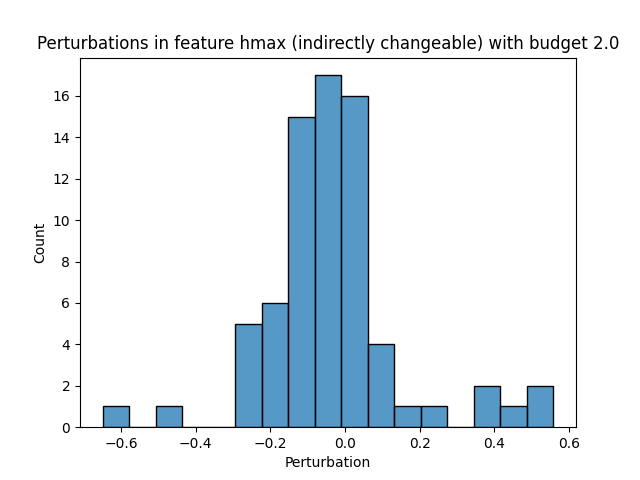 Perturbations in feature hmax (indirectly changeable) with budget 2.0
16
14
12
10
8
6
4
2
0
Count
−0.6 −0.4 −0.2 0.0 0.2 0.4 0.6
Perturbation